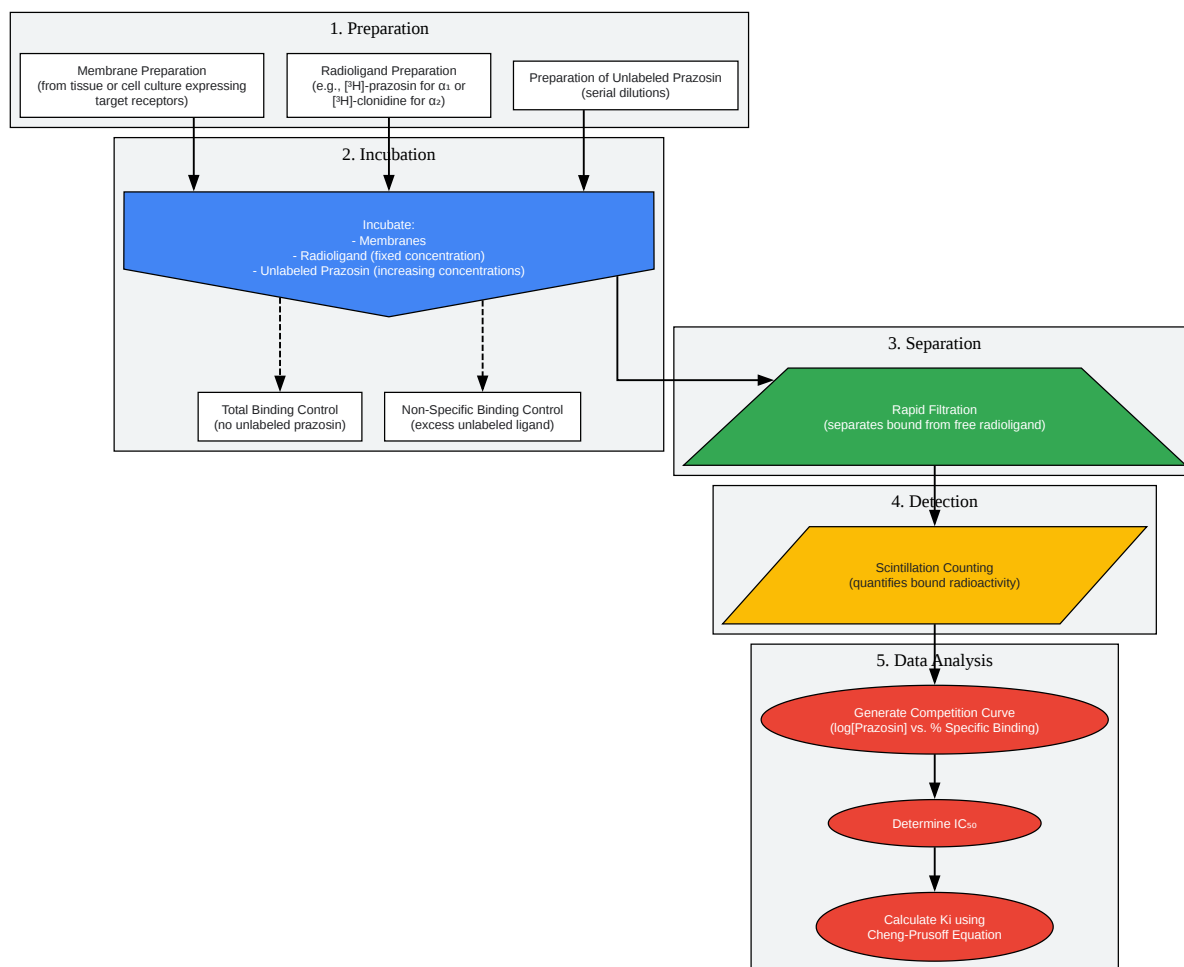 1. Preparation
Membrane Preparation
(from tissue or cell culture expressing
target receptors)
Radioligand Preparation
(e.g., [³H]-prazosin for α₁ or
[³H]-clonidine for α₂)
Preparation of Unlabeled Prazosin
(serial dilutions)
2. Incubation
Incubate:
- Membranes
- Radioligand (fixed concentration)
- Unlabeled Prazosin (increasing concentrations)
Total Binding Control
(no unlabeled prazosin)
Non-Specific Binding Control
(excess unlabeled ligand)
3. Separation
Rapid Filtration
(separates bound from free radioligand)
4. Detection
Scintillation Counting
(quantifies bound radioactivity)
5. Data Analysis
Generate Competition Curve
(log[Prazosin] vs. % Specific Binding)
Determine IC₅₀
Calculate Ki using
Cheng-Prusoff Equation